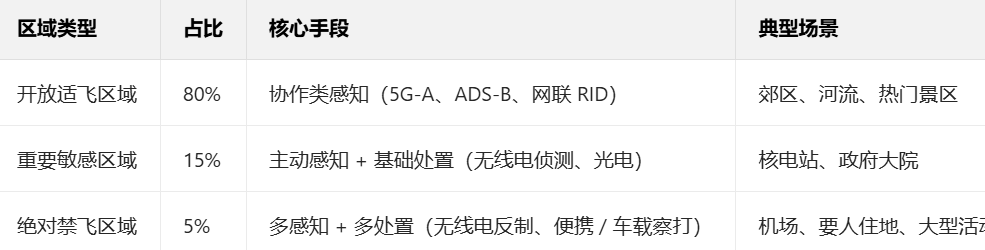 区域类型 占比 核心手段 典型场景
开放适飞区域 80% 协作类感知（5G-A、ADS-B、网联 RID） 郊区、河流、热门景区
重要敏感区域 15% 主动感知 + 基础处置（无线电侦测、光电） 核电站、政府大院
绝对禁飞区域 5% 多感知 + 多处置（无线电反制、便携 / 车载察打） 机场、要人住地、大型活动